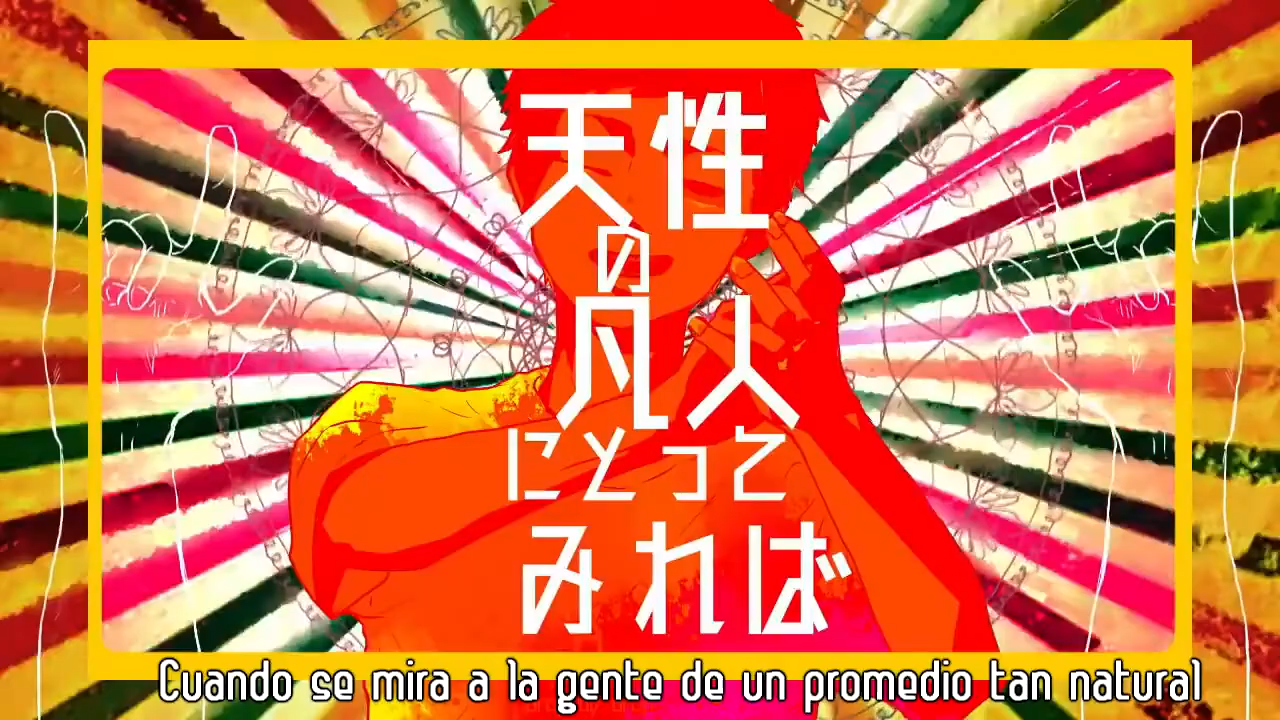 天性
の
凡人
にとって
みれば
Cuando se mira a la gente de un promedio tan natural